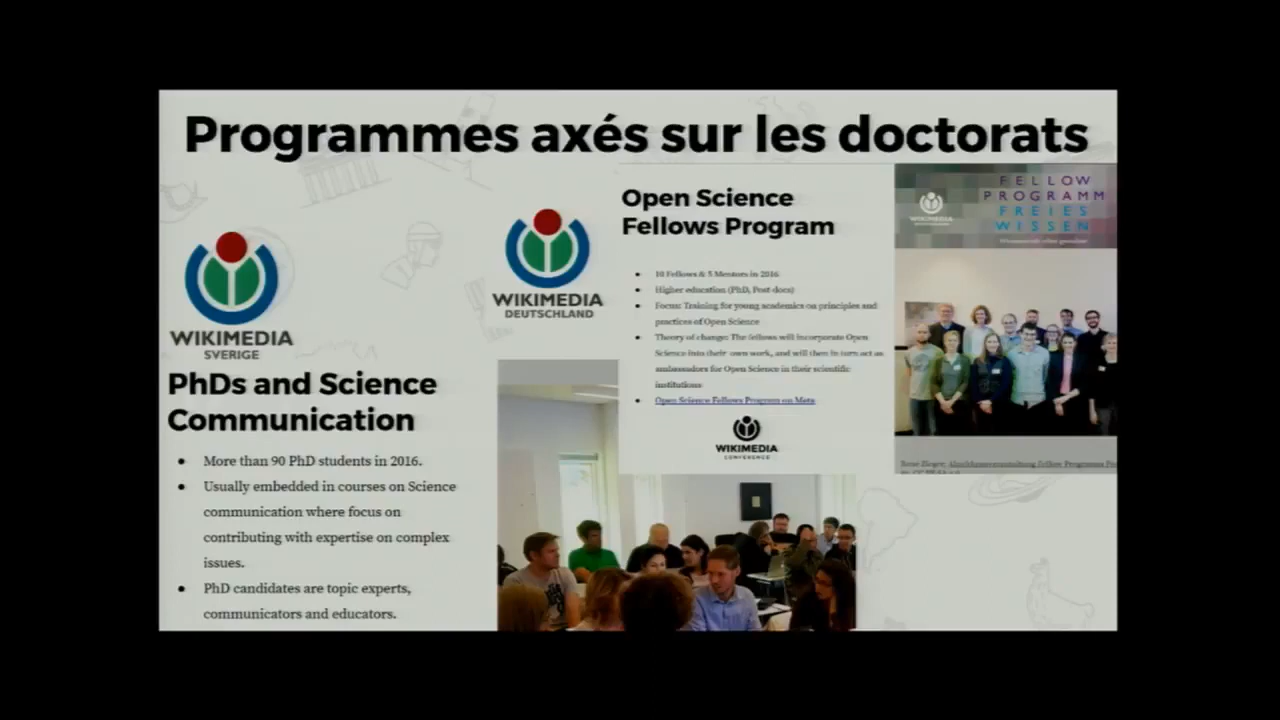 Programmes axés sur les doctorats
WIKIMEDIA
SVERIGE
PhDs and Science
Communication
• More than 90 PhD students in 2016.
• Usually embedded in courses on Science
communication where focus on
contributing with expertise on complex
issues.
• PhD candidates are topic experts,
communicators and educators.
WIKIMEDIA
DEUTSCHLAND
Open Science
Fellows Program
• 10 Fellows & 5 Mentors in 2016
• Higher education (PhD, Post-docs)
• Focus: Training for young academics on principles and
practices of Open Science
• Theory of change: The fellows will incorporate Open
Science into their own work, and will then in turn act as
ambassadors for Open Science in their scientific
institutions
• Open Science Fellows Program on Meta
WIKIMEDIA
CONFERENCE
WIKIMEDIA
FELLOW
PROGRAMM
FREIES
WISSEN